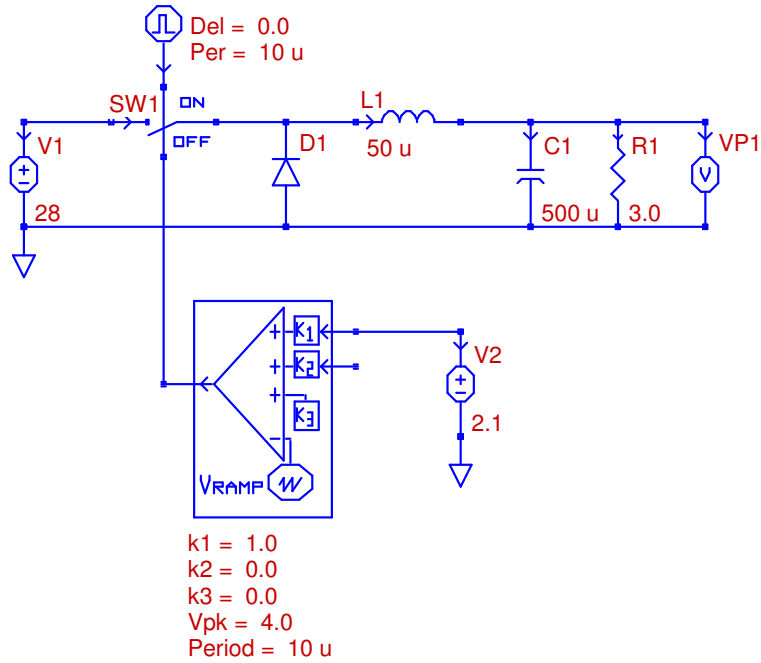 Del = 0.0
Per = 10 u
SW1
ON
OFF
V1
28
D1
L1
50 u
C1
500 u
R1
3.0
VP1
V
K1
K2
K3
VRAMP
V2
2.1
k1 = 1.0
k2 = 0.0
k3 = 0.0
Vpk = 4.0
Period = 10 u